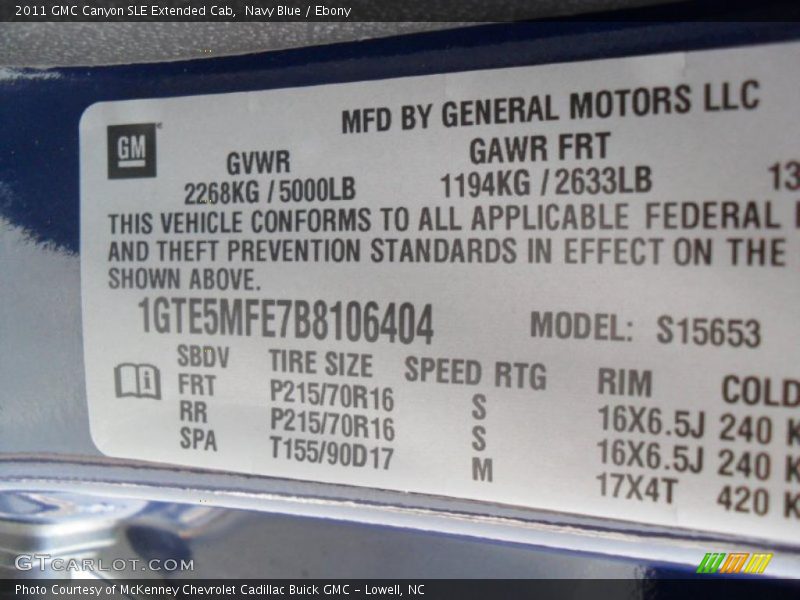 2011 GMC Canyon SLE Extended Cab, Navy Blue / Ebony
MFD BY GENERAL MOTORS LLC
GM
GVWR GAWR FRT
2268KG / 5000LB 1194KG / 2633LB 13
THIS VEHICLE CONFORMS TO ALL APPLICABLE FEDERAL
AND THEFT PREVENTION STANDARDS IN EFFECT ON THE
SHOWN ABOVE.
1GTE5MFE7B8106404 MODEL: S15653
SBDV TIRE SIZE SPEED RTG RIM COLD
FRT P215/70R16 S 16X6.5J 240 K
RR P215/70R16 S 16X6.5J 240 K
SPA T155/90D17 M 17X4T 420 K
GTCarLot.com
Photo Courtesy of McKenney Chevrolet Cadillac Buick GMC - Lowell, NC